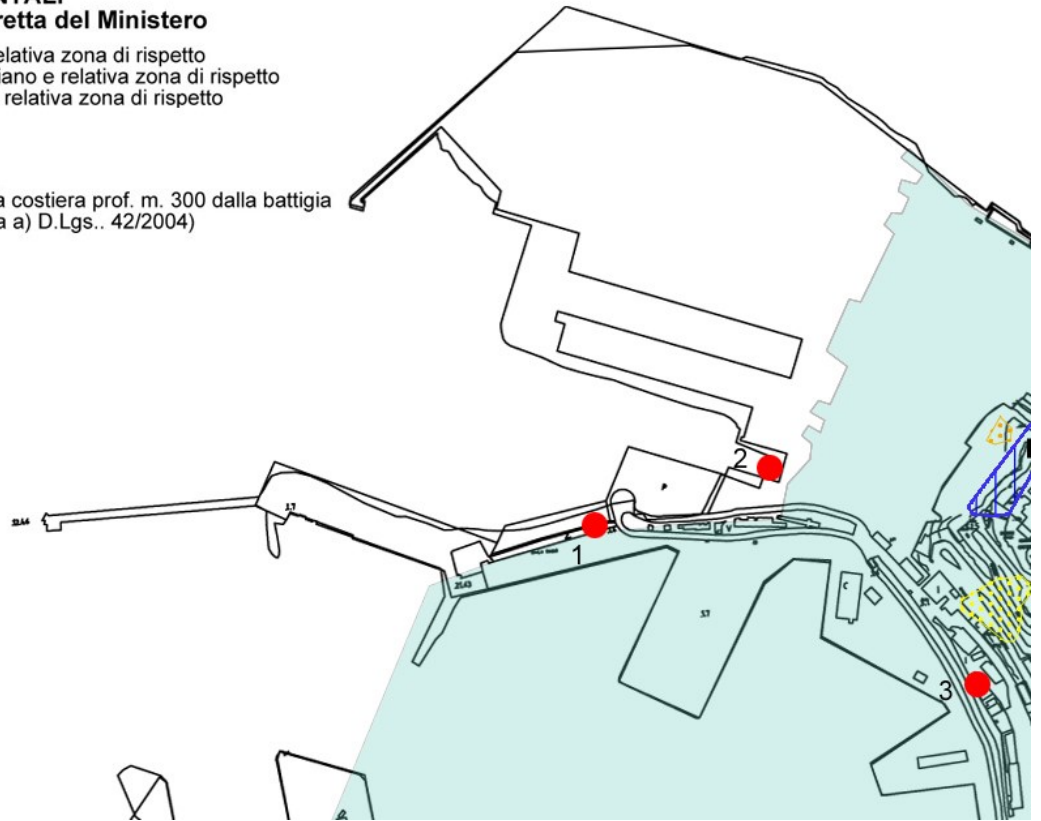 retta del Ministero
elativa zona di rispetto
iano e relativa zona di rispetto
relativa zona di rispetto
a costiera prof. m. 300 dalla battigia
a a) D.Lgs.. 42/2004)
2
1
3
P
V
C